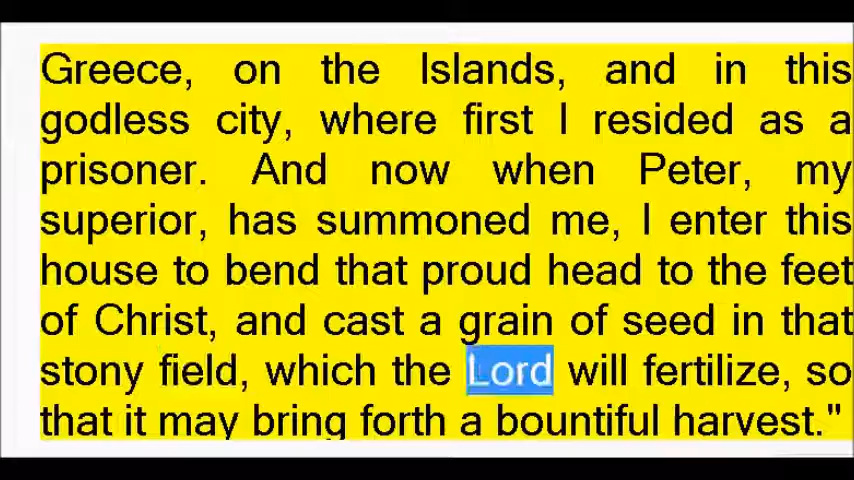 Greece, on the Islands, and in this
godless city, where first I resided as a
prisoner. And now when Peter, my
superior, has summoned me, I enter this
house to bend that proud head to the feet
of Christ, and cast a grain of seed in that
stony field, which the Lord will fertilize, so
that it may bring forth a bountiful harvest."